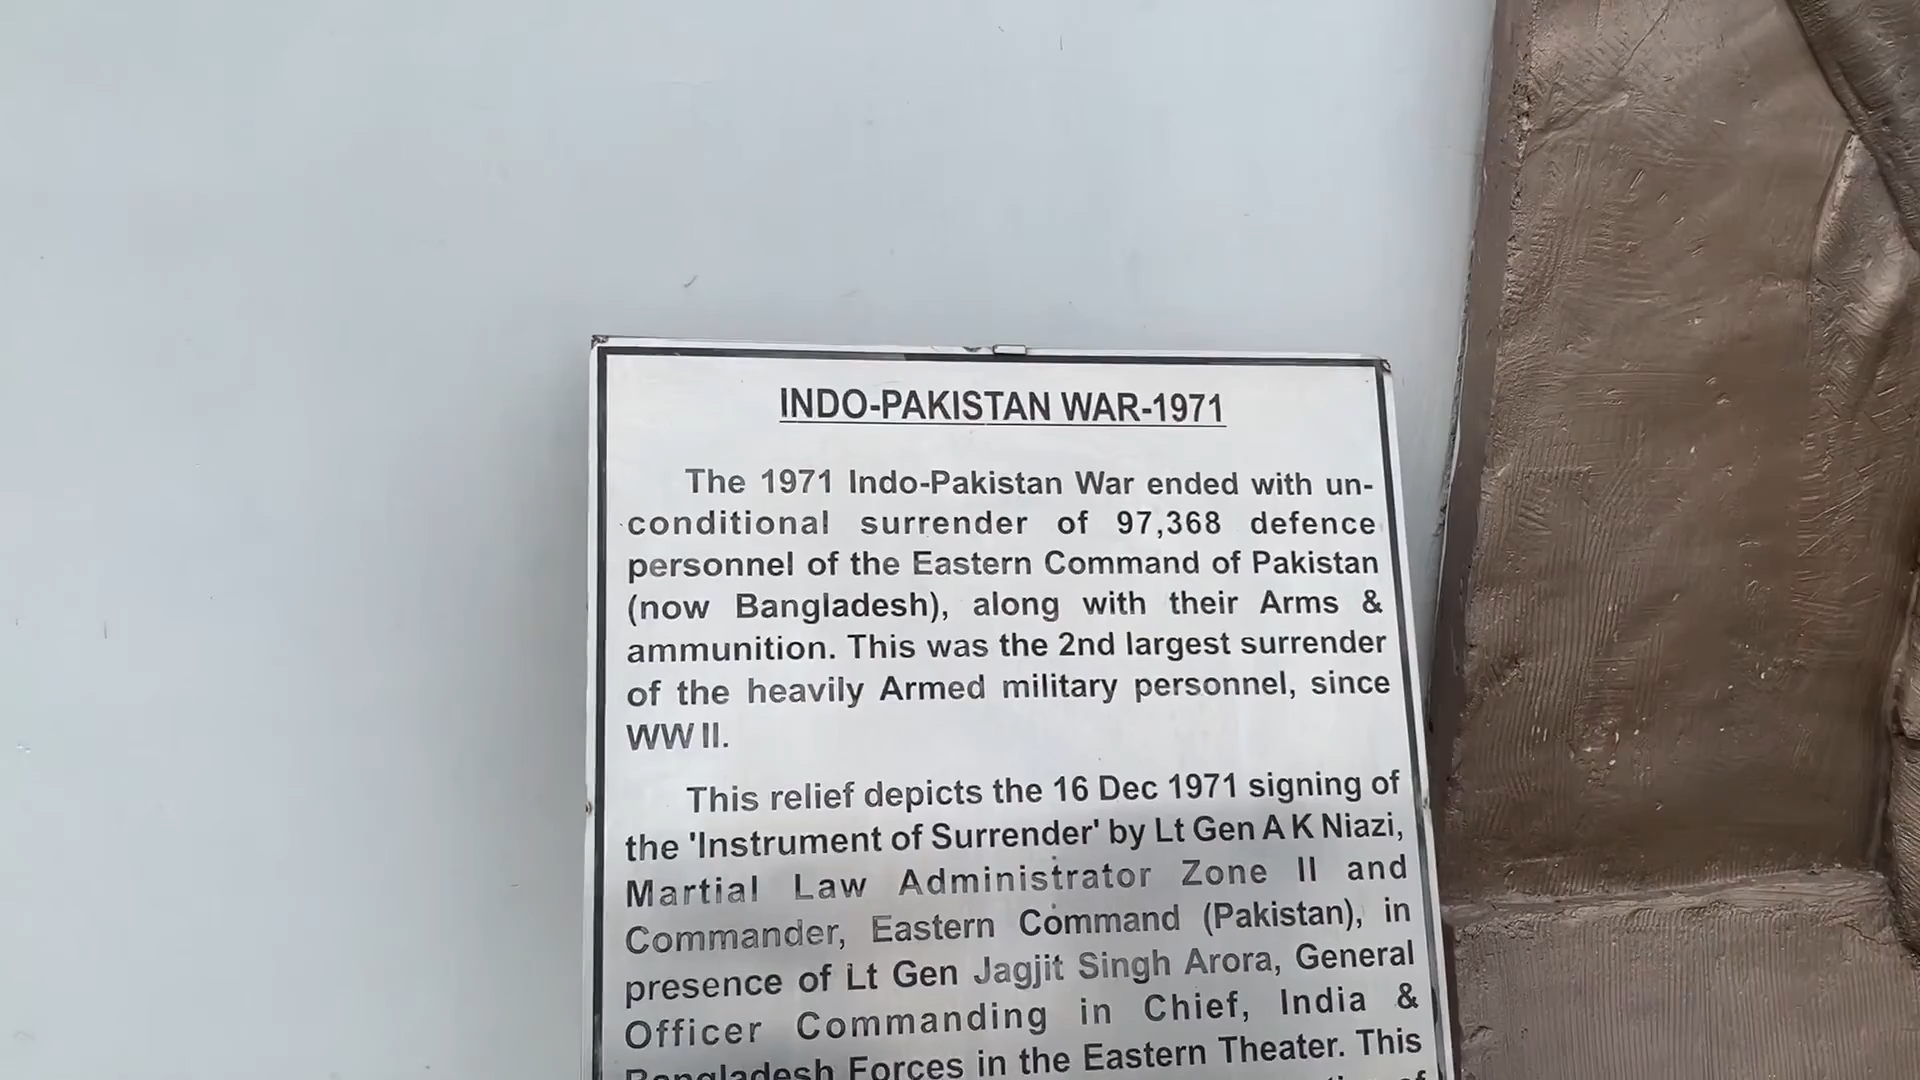 INDO-PAKISTAN WAR-1971
The 1971 Indo-Pakistan War ended with un-
conditional surrender of 97,368 defence
personnel of the Eastern Command of Pakistan
(now Bangladesh), along with their Arms &
ammunition. This was the 2nd largest surrender
of the heavily Armed military personnel, since
WW II.
This relief depicts the 16 Dec 1971 signing of
the 'Instrument of Surrender' by Lt Gen A K Niazi,
Martial Law Administrator Zone II and
Commander, Eastern Command (Pakistan), in
presence of Lt Gen Jagjit Singh Arora, General
Officer Commanding in Chief, India &
Bangladesh Forces in the Eastern Theater. This